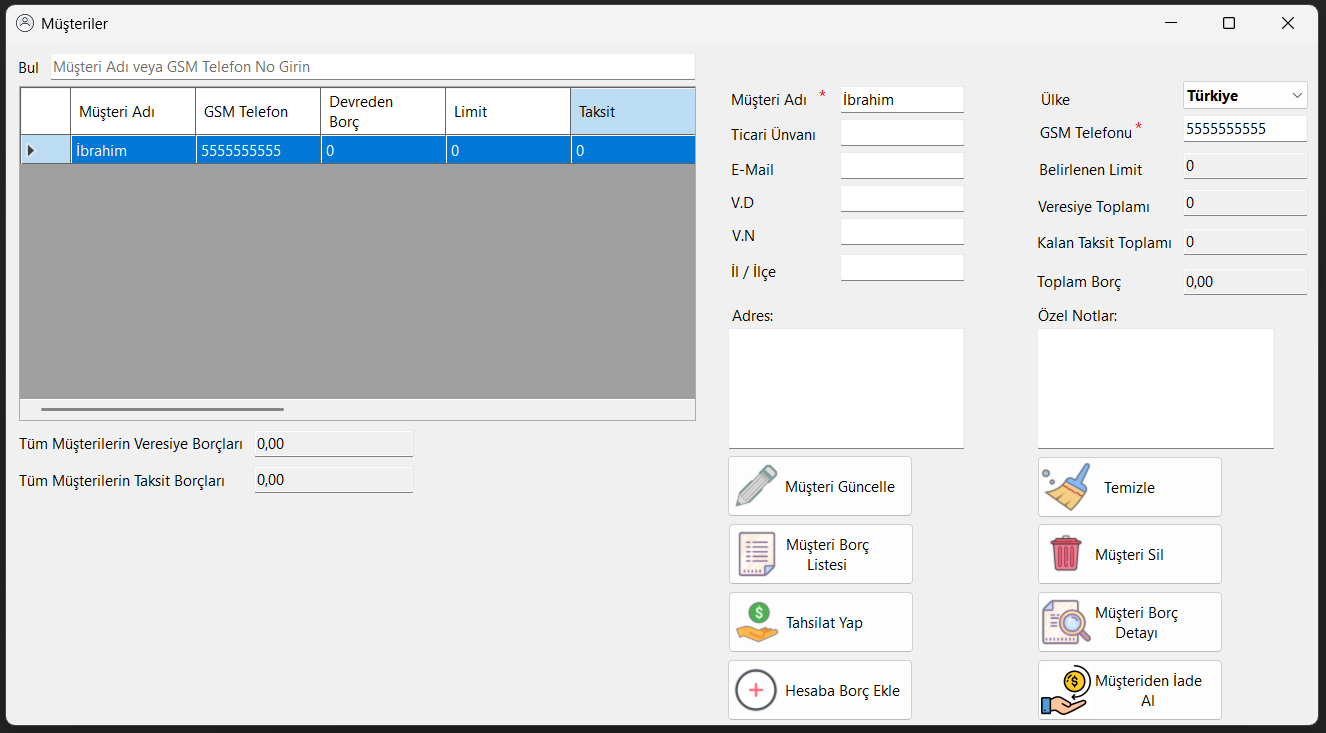 Müşteriler
Bul
Müşteri Adı veya GSM Telefon No Girin
Müşteri Adı
GSM Telefon
Devreden
Borç
Limit
Taksit
İbrahim
5555555555
0
0
0
Tüm Müşterilerin Veresiye Borçları
0,00
Tüm Müşterilerin Taksit Borçları
0,00
Müşteri Adı *
İbrahim
Ticari Ünvanı
E-Mail
V.D
V.N
İl / İlçe
Adres:
Ülke
Türkiye
GSM Telefonu *
5555555555
Belirlenen Limit
0
Veresiye Toplamı
0
Kalan Taksit Toplamı
0
Toplam Borç
0,00
Özel Notlar:
Müşteri Güncelle
Temizle
Müşteri Borç
Listesi
Müşteri Sil
Tahsilat Yap
Müşteri Borç
Detayı
Hesaba Borç Ekle
Müşteriden İade
Al